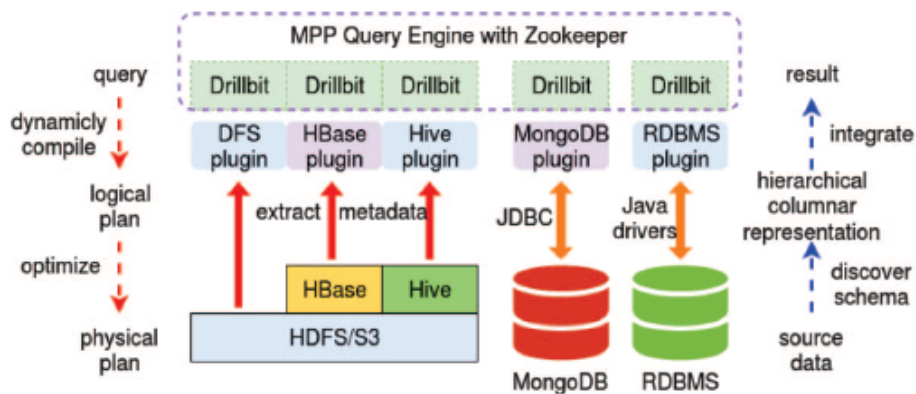 MPP Query Engine with Zookeeper
query
Drillbit
Drillbit
Drillbit
Drillbit
Drillbit
result
dynamicly
compile
DFS
plugin
HBase
plugin
Hive
plugin
MongoDB
plugin
RDBMS
plugin
integrate
logical
plan
extract
metadata
JDBC
Java
drivers
hierarchical
columnar
representation
optimize
HBase
Hive
discover
schema
physical
plan
HDFS/S3
source
data
MongoDB
RDBMS